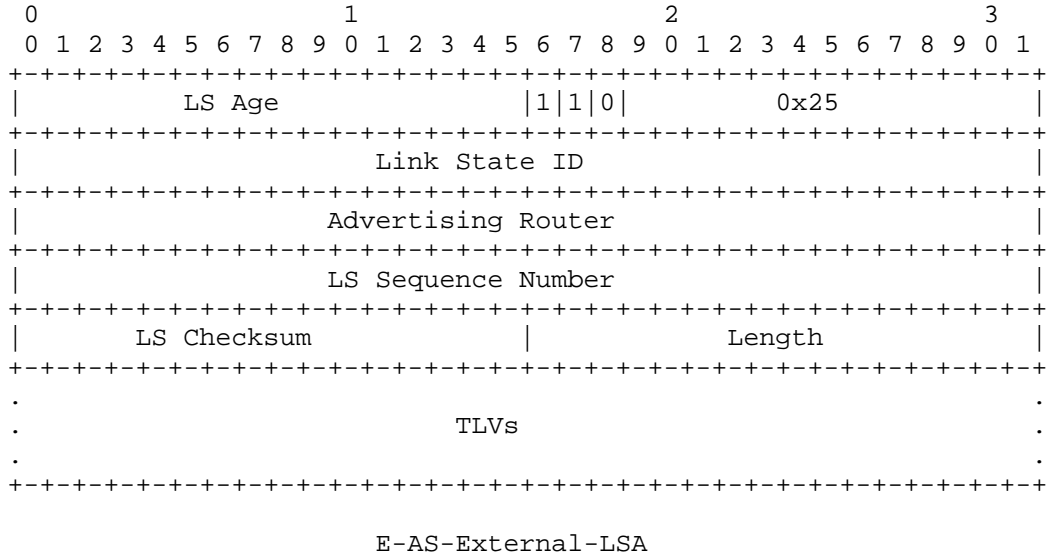 0                   1                   2                   3
 0 1 2 3 4 5 6 7 8 9 0 1 2 3 4 5 6 7 8 9 0 1 2 3 4 5 6 7 8 9 0 1
+-+-+-+-+-+-+-+-+-+-+-+-+-+-+-+-+-+-+-+-+-+-+-+-+-+-+-+-+-+-+-+-+
|          LS Age               |1|1|0|         0x25            |
+-+-+-+-+-+-+-+-+-+-+-+-+-+-+-+-+-+-+-+-+-+-+-+-+-+-+-+-+-+-+-+-+
|                      Link State ID                            |
+-+-+-+-+-+-+-+-+-+-+-+-+-+-+-+-+-+-+-+-+-+-+-+-+-+-+-+-+-+-+-+-+
|                   Advertising Router                          |
+-+-+-+-+-+-+-+-+-+-+-+-+-+-+-+-+-+-+-+-+-+-+-+-+-+-+-+-+-+-+-+-+
|                   LS Sequence Number                          |
+-+-+-+-+-+-+-+-+-+-+-+-+-+-+-+-+-+-+-+-+-+-+-+-+-+-+-+-+-+-+-+-+
|       LS Checksum             |            Length             |
+-+-+-+-+-+-+-+-+-+-+-+-+-+-+-+-+-+-+-+-+-+-+-+-+-+-+-+-+-+-+-+-+
.                                                               .
.                           TLVs                                .
.                                                               .
+-+-+-+-+-+-+-+-+-+-+-+-+-+-+-+-+-+-+-+-+-+-+-+-+-+-+-+-+-+-+-+-+
                      E-AS-External-LSA